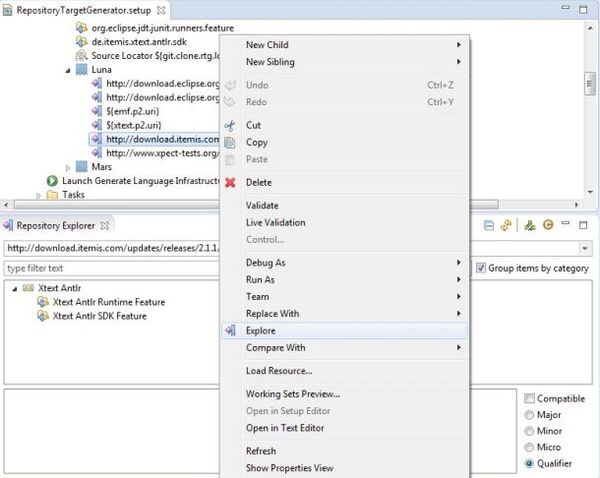 RepositoryTargetGenerator.setup
org.eclipse.jdt.junit.runners.feature
de.itemis.xtext.antlr.sdk
Source Locator ${git.clone.rtg.lo
Luna
http://download.eclipse.org
http://download.eclipse.org
${emf.p2.uri}
${xtext.p2.uri}
http://download.itemis.com
http://www.xpect-tests.org/
Mars
Launch Generate Language Infrastructure
Tasks
New Child
New Sibling
Undo Ctrl+Z
Redo Ctrl+Y
Cut
Copy
Paste
Delete
Validate
Live Validation
Control...
Debug As
Run As
Team
Replace With
Explore
Compare With
Load Resource...
Working Sets Preview...
Open in Setup Editor
Open in Text Editor
Refresh
Show Properties View
Repository Explorer
http://download.itemis.com/updates/releases/2.1.1/
type filter text
Group items by category
Xtext Antlr
Xtext Antlr Runtime Feature
Xtext Antlr SDK Feature
Compatible
Major
Minor
Micro
Qualifier